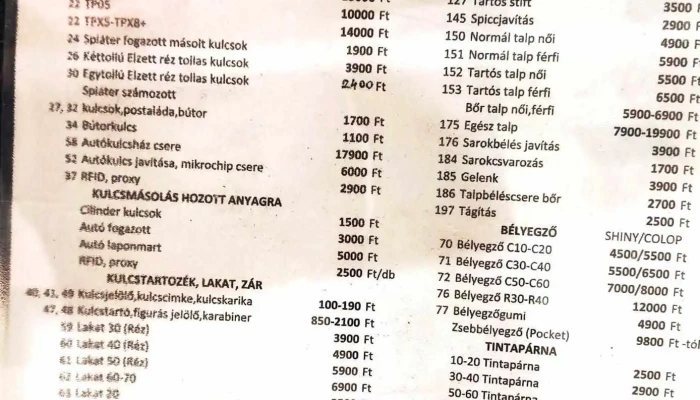 22 TP05 10000 Ft
22 TPX5-TPX8+ 14000 Ft
24 Spiáter fogazott másolt kulcsok 1900 Ft
26 Kéttollú Elzett réz tollas kulcsok 3900 Ft
30 Egytollú Elzett réz tollas kulcsok 2400 Ft
Spiáter számozott
27, 32 kulcsok,postaláda,bútor 1700 Ft
34 Bútorkulcs 1100 Ft
58 Autókulcsház csere 17900 Ft
52 Autókulcs javítása, mikrochip csere 6000 Ft
37 RFID, proxy 2900 Ft
KULCSMÁSOLÁS HOZOTT ANYAGRA
Cilinder kulcsok 1500 Ft
Autó fogazott 3000 Ft
Autó laponmart 5000 Ft
RFID, proxy 2500 Ft/db
KULCSTARTOZÉK, LAKAT, ZÁR
40, 43, 49 Kulcsjelölő,kulcscimke,kulcskarika 100-190 Ft
47, 48 Kulcstartó,figurás jelölő,karabiner 850-2100 Ft
59 Lakat 30 (Réz) 3900 Ft
60 Lakat 40 (Réz) 4900 Ft
61 Lakat 50 (Réz) 5900 Ft
62 Lakat 60-70 6900 Ft
63 Lakat 20
127 Tartós stift 3500 Ft
145 Spiccjavítás 2900 Ft
150 Normál talp női 4900 Ft
151 Normál talp férfi 5900 Ft
152 Tartós talp női 5500 Ft
153 Tartós talp férfi 6500 Ft
Bőr talp női,férfi 5900-6900 Ft
175 Egész talp 7900-19900 Ft
176 Sarokbélés javítás 3900 Ft
184 Sarokcsvarozás 1700 Ft
185 Gelenk 3900 Ft
186 Talpbéléscsere bőr 2700 Ft
197 Tágítás 2500 Ft
BÉLYEGZŐ SHINY/COLOP
70 Bélyegző C10-C20 4500/5500 Ft
71 Bélyegző C30-C40 5500/6500 Ft
72 Bélyegző C50-C60 7000/8000 Ft
76 Bélyegző R30-R40 12000 Ft
77 Bélyegzőgumi 4900 Ft
Zsebbélyegző (Pocket) 9800 Ft -tól
TINTAPÁRNA
10-20 Tintapárna 2500 Ft
30-40 Tintapárna 2900 Ft
50-60 Tintapárna